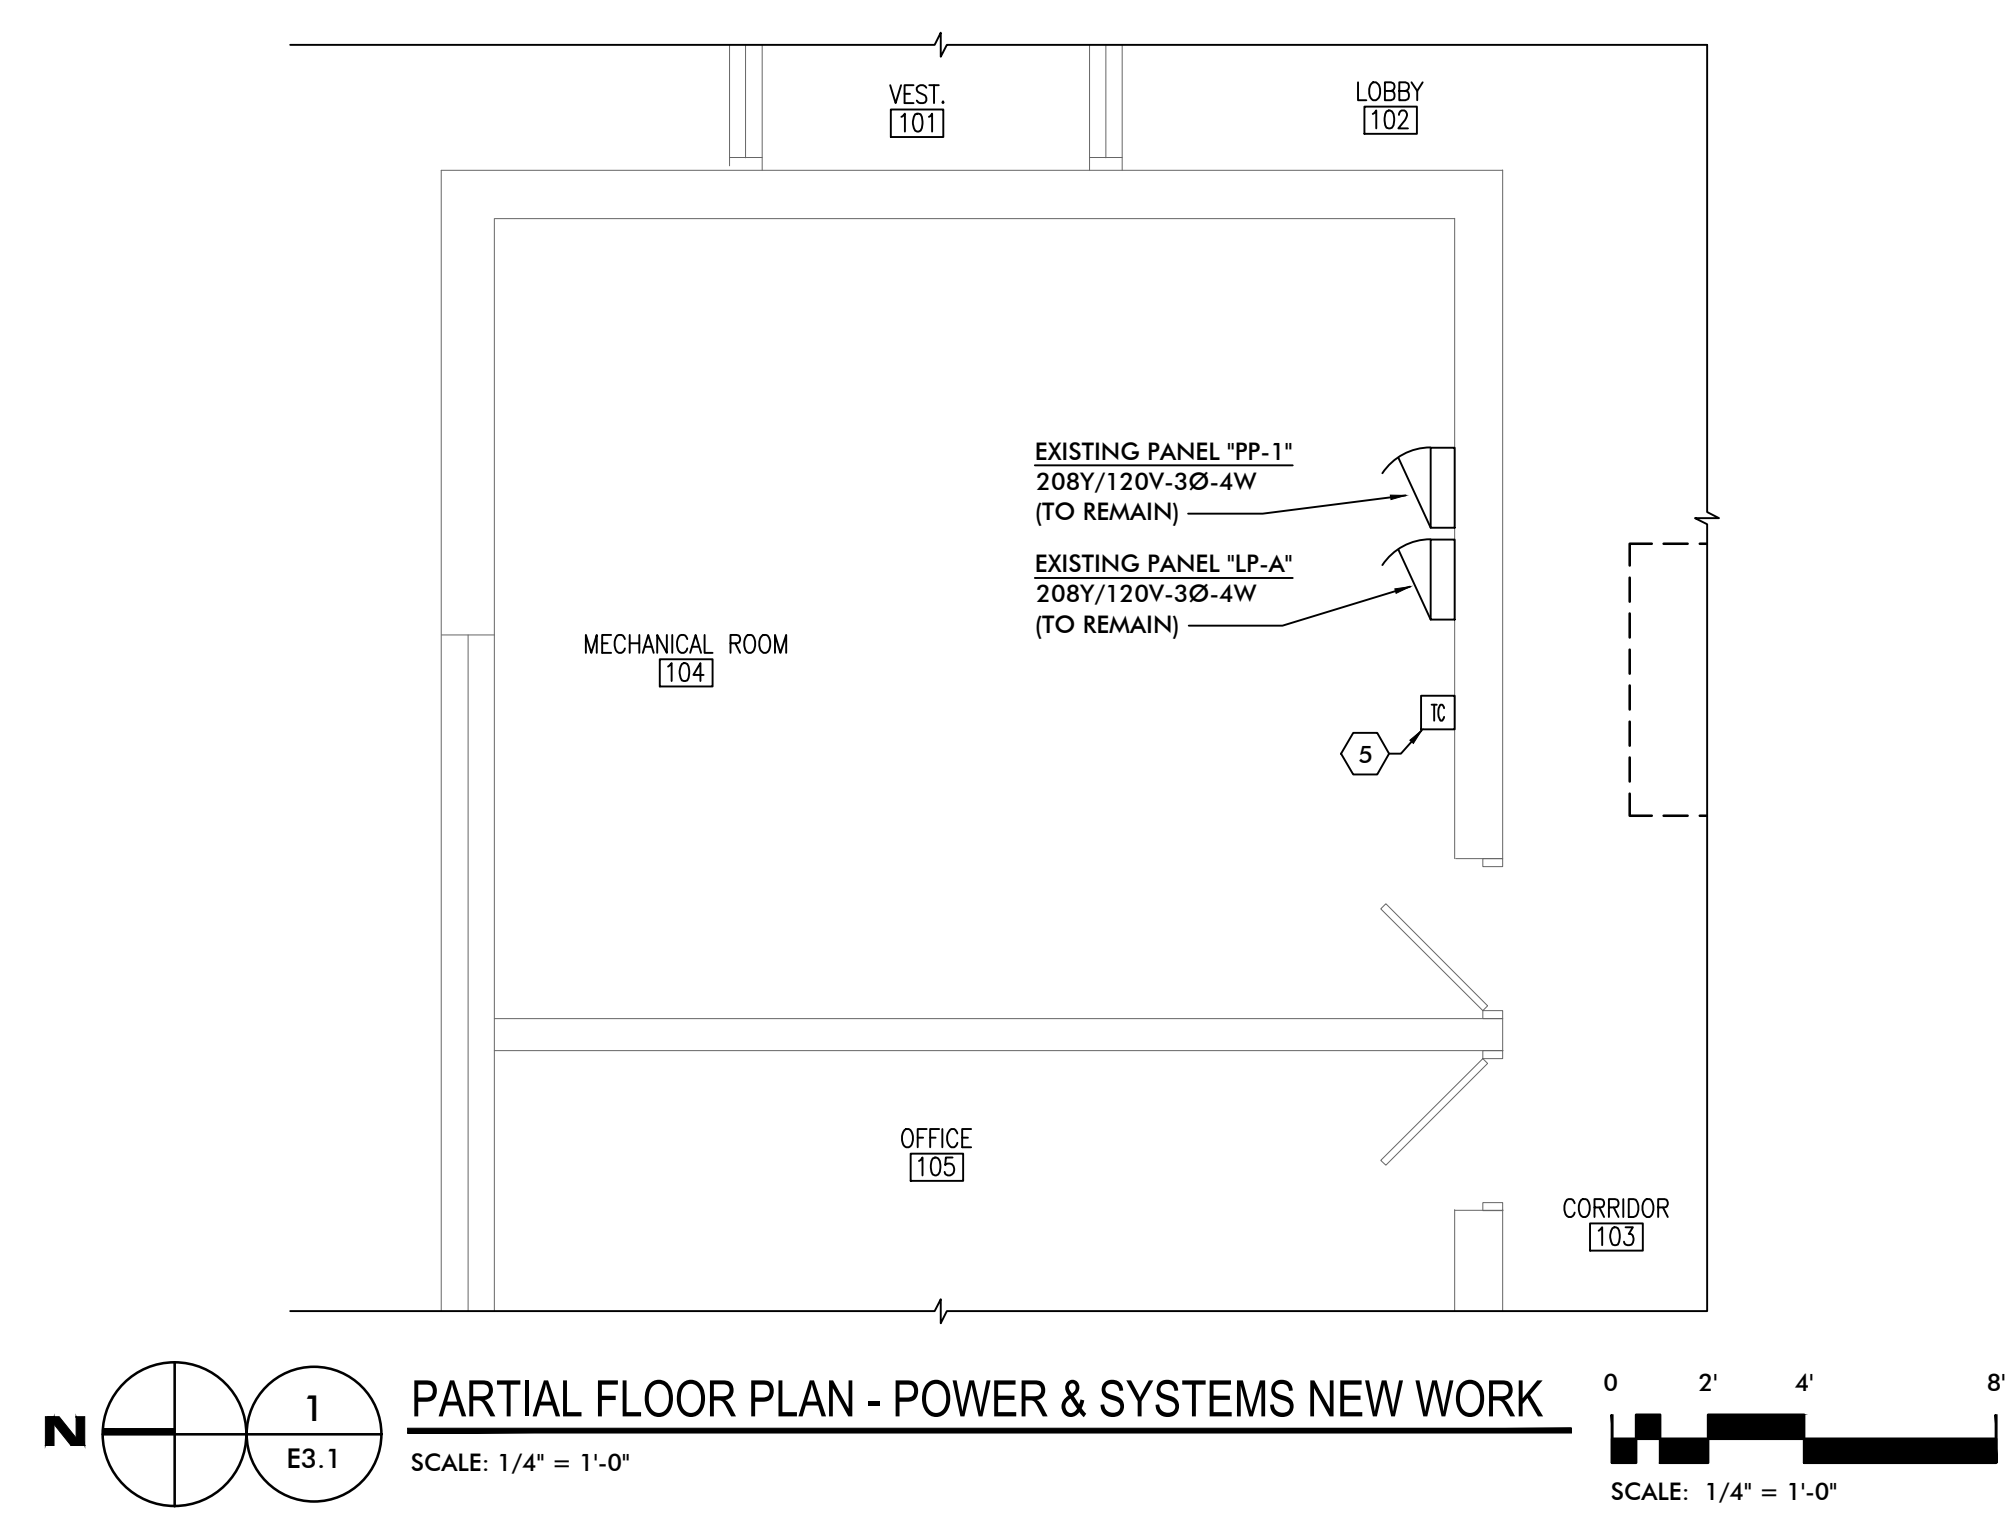 VEST.
101
LOBBY
102
EXISTING PANEL "PP-1"
208Y/120V-3Ø-4W
(TO REMAIN)
EXISTING PANEL "LP-A"
208Y/120V-3Ø-4W
(TO REMAIN)
MECHANICAL ROOM
104
TC
5
OFFICE
105
CORRIDOR
103
N
1
E3.1
PARTIAL FLOOR PLAN - POWER & SYSTEMS NEW WORK
SCALE: 1/4" = 1'-0"
0 2' 4' 8'
SCALE: 1/4" = 1'-0"